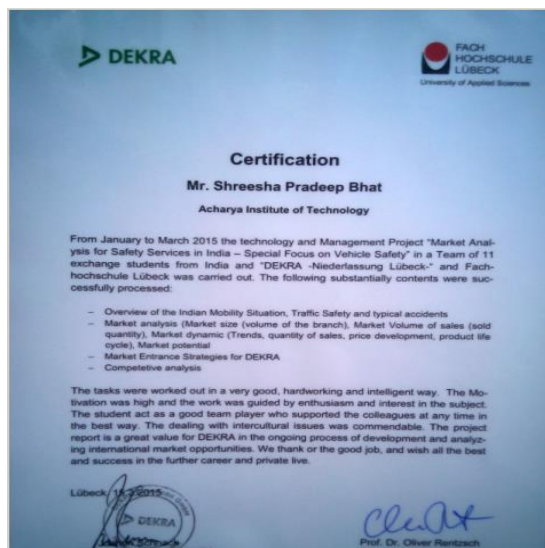 DEKRA
FACH
HOCHSCHULE
LÜBECK
University of Applied Sciences
Certification
Mr. Shreesha Pradeep Bhat
Acharya Institute of Technology
From January to March 2015 the technology and Management Project "Market Anal-
ysis for Safety Services in India – Special Focus on Vehicle Safety" in a Team of 11
exchange students from India and "DEKRA -Niederlassung Lübeck-" and Fach-
hochschule Lübeck was carried out. The following substantially contents were suc-
cessfully processed:
– Overview of the Indian Mobility Situation, Traffic Safety and typical accidents
– Market analysis (Market size (volume of the branch), Market Volume of sales (sold
quantity), Market dynamic (Trends, quantity of sales, price development, product life
cycle), Market potential
– Market Entrance Strategies for DEKRA
– Competetive analysis
The tasks were worked out in a very good, hardworking and intelligent way. The Mo-
tivation was high and the work was guided by enthusiasm and interest in the subject.
The student act as a good team player who supported the colleagues at any time in
the best way. The dealing with intercultural issues was commendable. The project
report is a great value for DEKRA in the ongoing process of development and analyz-
ing international market opportunities. We thank or the good job, and wish all the best
and success in the further career and private live.
Lübeck, 2015
DEKRA
Prof. Dr. Oliver Rentzsch